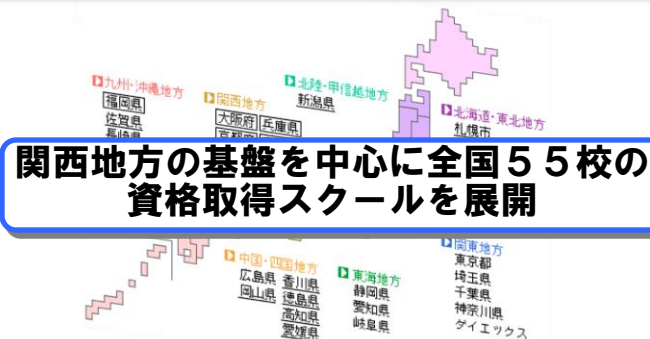 九州・沖縄地方
福岡県
佐賀県
長崎県
関西地方
大阪府 兵庫県
北陸・甲信越地方
新潟県
北海道・東北地方
札幌市
関西地方の基盤を中心に全国５５校の
資格取得スクールを展開
中国・四国地方
広島県 香川県
岡山県 徳島県
高知県
愛媛県
東海地方
静岡県
愛知県
岐阜県
関東地方
東京都
埼玉県
千葉県
神奈川県
ダイエックス